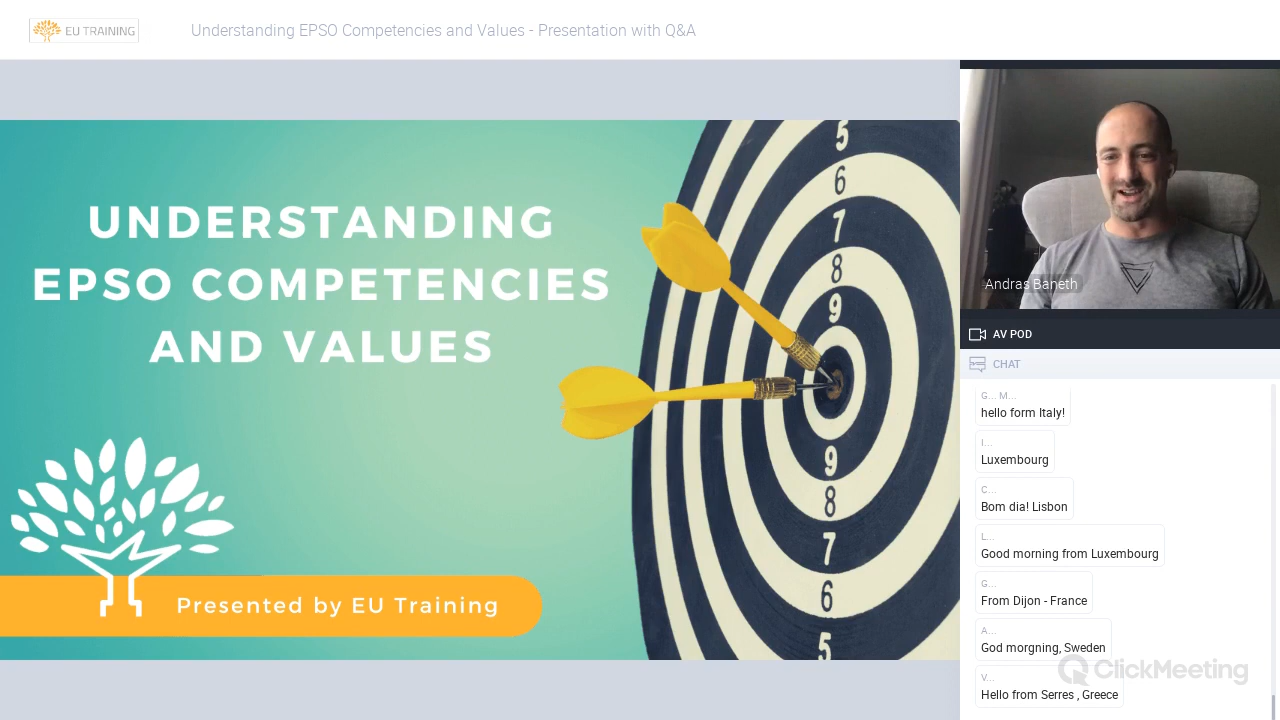 EU TRAINING
Understanding EPSO Competencies and Values - Presentation with Q&A
UNDERSTANDING
EPSO COMPETENCIES
AND VALUES
Presented by EU Training
5
6
7
8
9
9
8
7
6
5
Andras Baneth
AV POD
CHAT
G... M...
hello form Italy!
I...
Luxembourg
C...
Bom dia! Lisbon
L...
Good morning from Luxembourg
G...
From Dijon - France
A...
God morgning, Sweden
V...
Hello from Serres , Greece
ClickMeeting